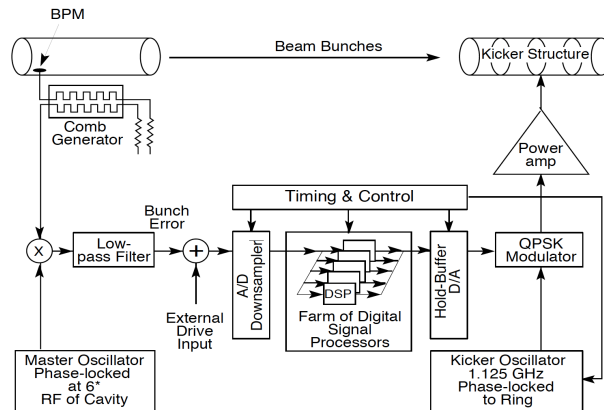 BPM
Beam Bunches
Kicker Structure
Comb
Generator
Power
amp
Timing & Control
Bunch
Error
X
Low-
pass Filter
+
A/D
Downsampler
DSP
Farm of Digital
Signal
Processors
Hold-Buffer
D/A
QPSK
Modulator
External
Drive
Input
Master Oscillator
Phase-locked
at 6*
RF of Cavity
Kicker Oscillator
1.125 GHz
Phase-locked
to Ring